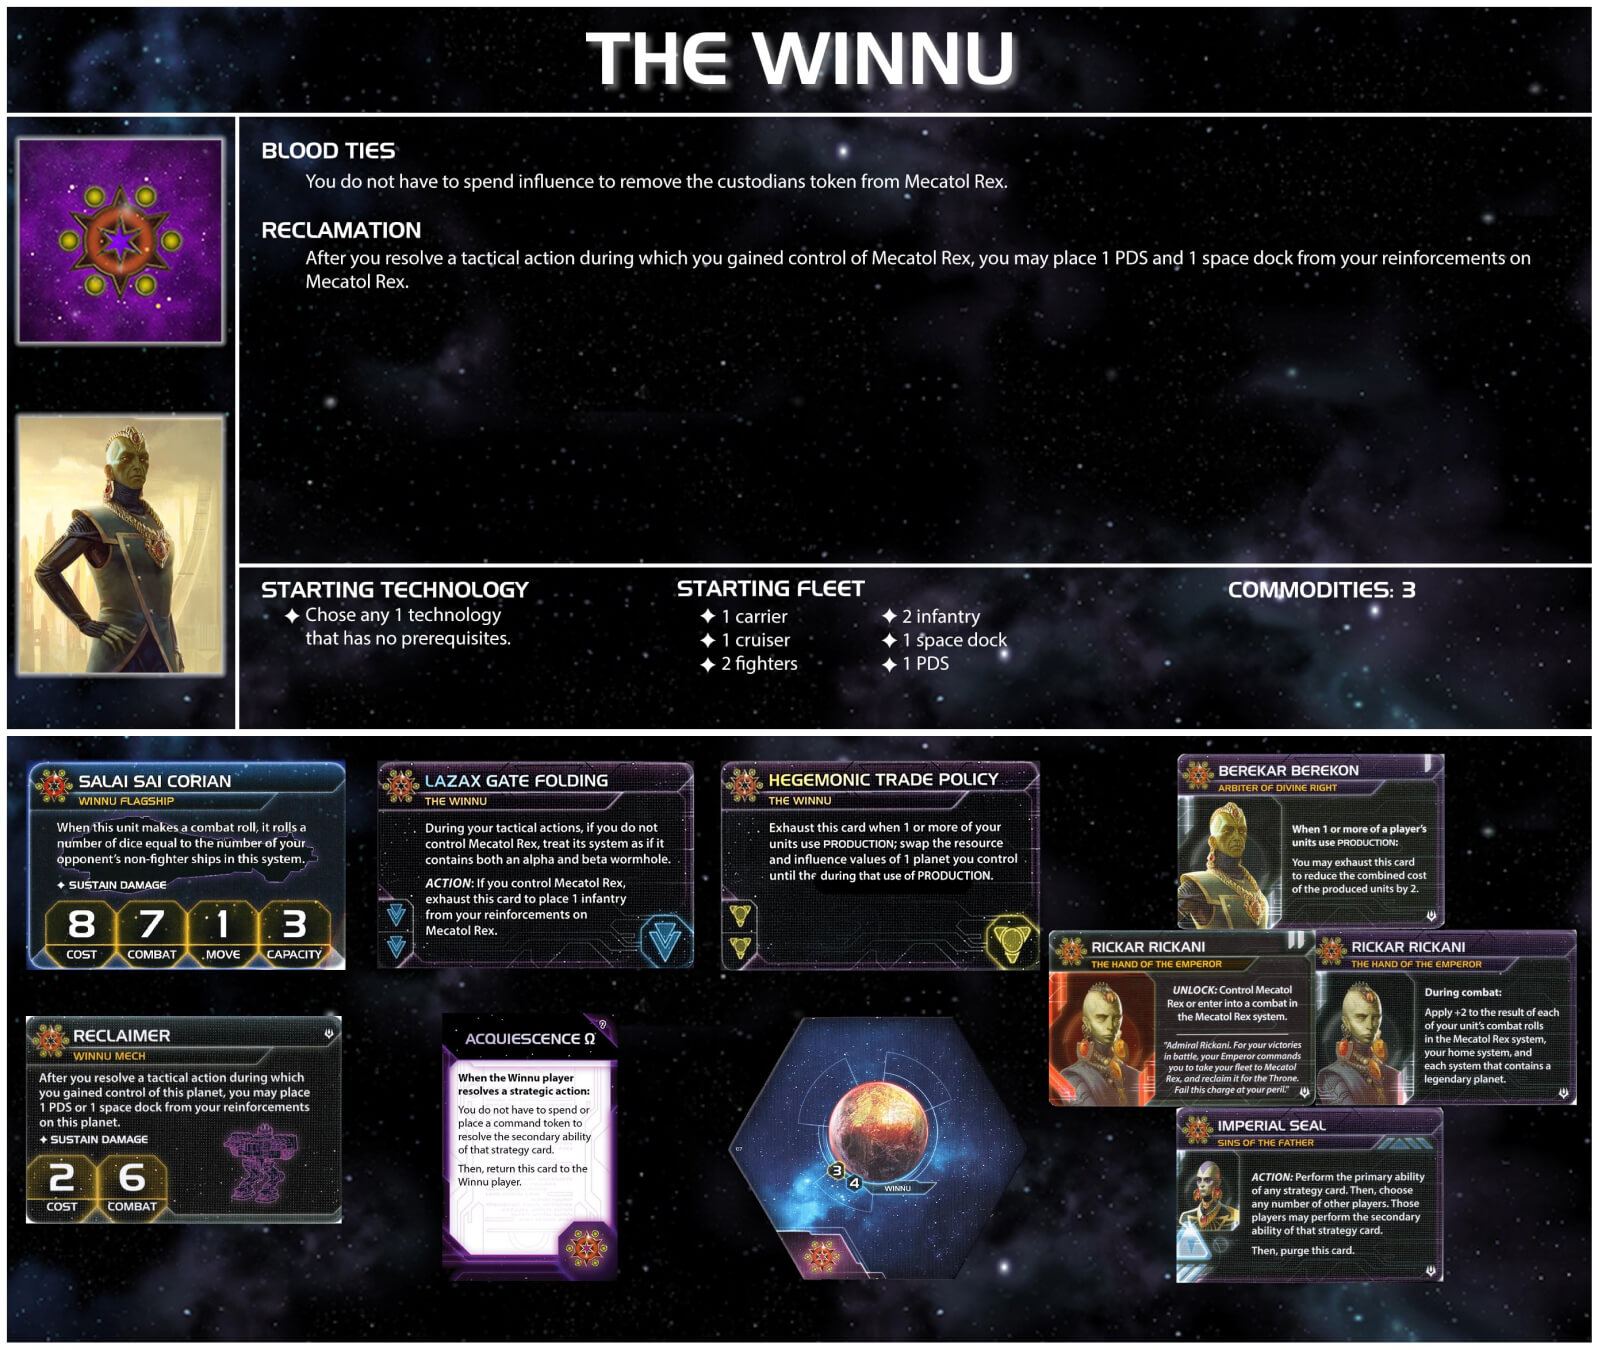 THE WINNU
BLOOD TIES
You do not have to spend influence to remove the custodians token from Mecatol Rex.
RECLAMATION
After you resolve a tactical action during which you gained control of Mecatol Rex, you may place 1 PDS and 1 space dock from your reinforcements on
Mecatol Rex.
STARTING TECHNOLOGY
Chose any 1 technology
that has no prerequisites.
STARTING FLEET
1 carrier
1 cruiser
2 fighters
2 infantry
1 space dock
1 PDS
COMMODITIES: 3
SALAI SAI CORIAN
WINNU FLAGSHIP
When this unit makes a combat roll, it rolls a
number of dice equal to the number of your
opponent's non-fighter ships in this system.
SUSTAIN DAMAGE
8 7 1 3
COST COMBAT MOVE CAPACITY
LAZAX GATE FOLDING
THE WINNU
During your tactical actions, if you do not
control Mecatol Rex, treat its system as if it
contains both an alpha and beta wormhole.
ACTION: If you control Mecatol Rex,
exhaust this card to place 1 infantry
from your reinforcements on
Mecatol Rex.
HEGEMONIC TRADE POLICY
THE WINNU
Exhaust this card when 1 or more of your
units use PRODUCTION; swap the resource
and influence values of 1 planet you control
until the during that use of PRODUCTION.
BEREKAR BEREKON
ARBITER OF DIVINE RIGHT
When 1 or more of a player's
units use PRODUCTION:
You may exhaust this card
to reduce the combined cost
of the produced units by 2.
RICKAR RICKANI
THE HAND OF THE EMPEROR
UNLOCK: Control Mecatol
Rex or enter into a combat in
the Mecatol Rex system.
"Admiral Rickani. For your victories
in battle, your Emperor commands
you to take your fleet to Mecatol
Rex, and reclaim it for the Throne.
Fail this charge at your peril."
RICKAR RICKANI
THE HAND OF THE EMPEROR
During combat:
Apply +2 to the result of each
of your unit's combat rolls
in the Mecatol Rex system,
your home system, and
each system that contains a
legendary planet.
RECLAIMER
WINNU MECH
After you resolve a tactical action during which
you gained control of this planet, you may place
1 PDS or 1 space dock from your reinforcements
on this planet.
SUSTAIN DAMAGE
2 6
COST COMBAT
ACQUIESCENCE Ω
When the Winnu player
resolves a strategic action:
You do not have to spend or
place a command token to
resolve the secondary ability
of that strategy card.
Then, return this card to the
Winnu player.
07
3
4
WINNU
IMPERIAL SEAL
SINS OF THE FATHER
ACTION: Perform the primary ability
of any strategy card. Then, choose
any number of other players. Those
players may perform the secondary
ability of that strategy card.
Then, purge this card.